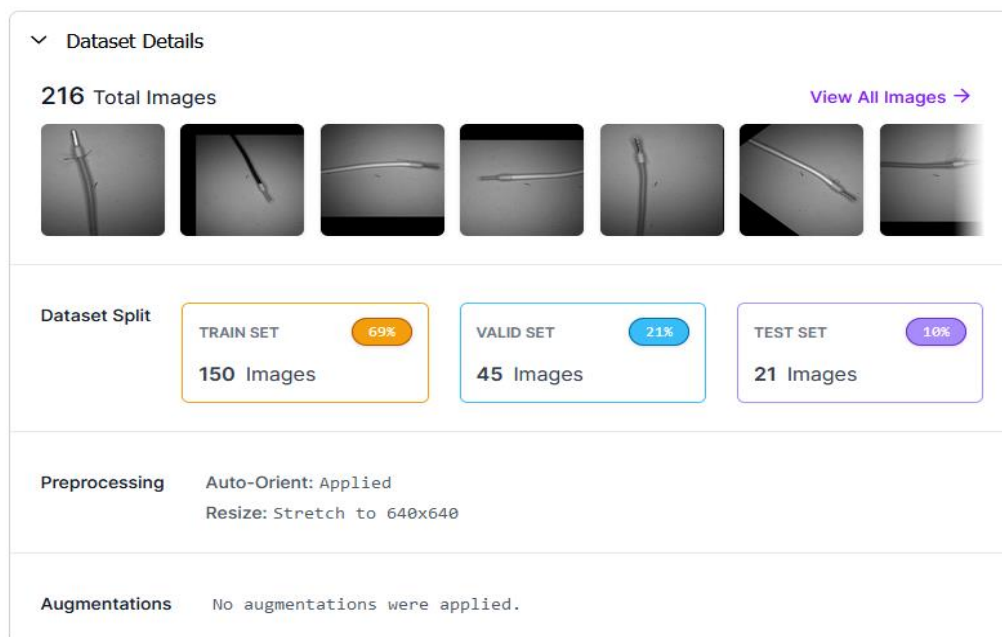 Dataset Details
216 Total Images
View All Images →
Dataset Split
TRAIN SET 69%
150 Images
VALID SET 21%
45 Images
TEST SET 10%
21 Images
Preprocessing
Auto-Orient: Applied
Resize: Stretch to 640x640
Augmentations
No augmentations were applied.